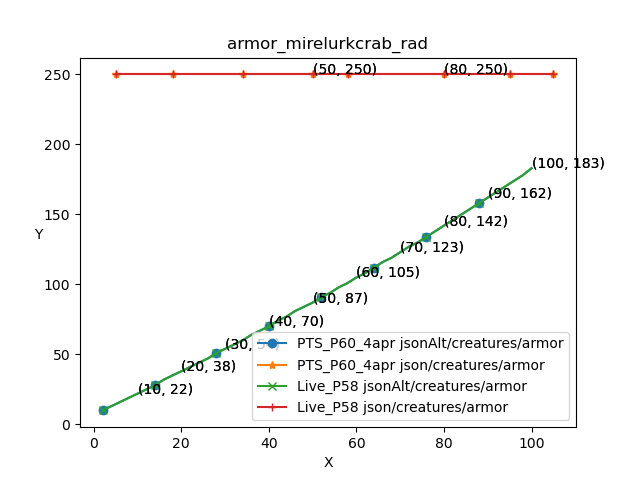 armor_mirelurkcrab_rad
250
(50, 250)
(80, 250)
200
(100, 183)
(90, 162)
150
(80, 142)
Y
(70, 123)
(60, 105)
100
(50, 87)
(40, 70)
(30,
50
(20, 38)
(10, 22)
0
PTS_P60_4apr jsonAlt/creatures/armor
PTS_P60_4apr json/creatures/armor
Live_P58 jsonAlt/creatures/armor
Live_P58 json/creatures/armor
0 20 40 60 80 100
X